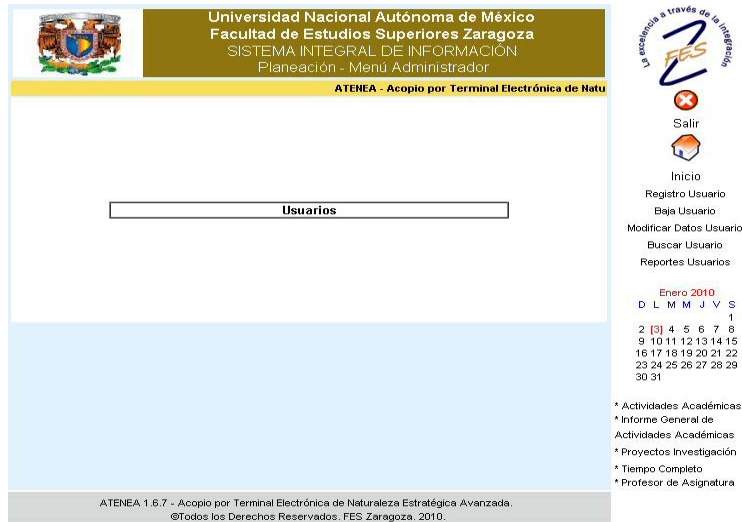 Universidad Nacional Autónoma de México
Facultad de Estudios Superiores Zaragoza
SISTEMA INTEGRAL DE INFORMACIÓN
Planeación - Menú Administrador
ATENEA - Acopio por Terminal Electrónica de Natu
Usuarios
La excelencia a través de la Integración
FES
Z
Salir
Inicio
Registro Usuario
Baja Usuario
Modificar Datos Usuario
Buscar Usuario
Reportes Usuarios
Enero 2010
D L M M J V S
1
2 [3] 4 5 6 7 8
9 10 11 12 13 14 15
16 17 18 19 20 21 22
23 24 25 26 27 28 29
30 31
* Actividades Académicas
* Informe General de
Actividades Académicas
* Proyectos Investigación
* Tiempo Completo
* Profesor de Asignatura
ATENEA 1.6.7 - Acopio por Terminal Electrónica de Naturaleza Estratégica Avanzada.
©Todos los Derechos Reservados. FES Zaragoza. 2010.